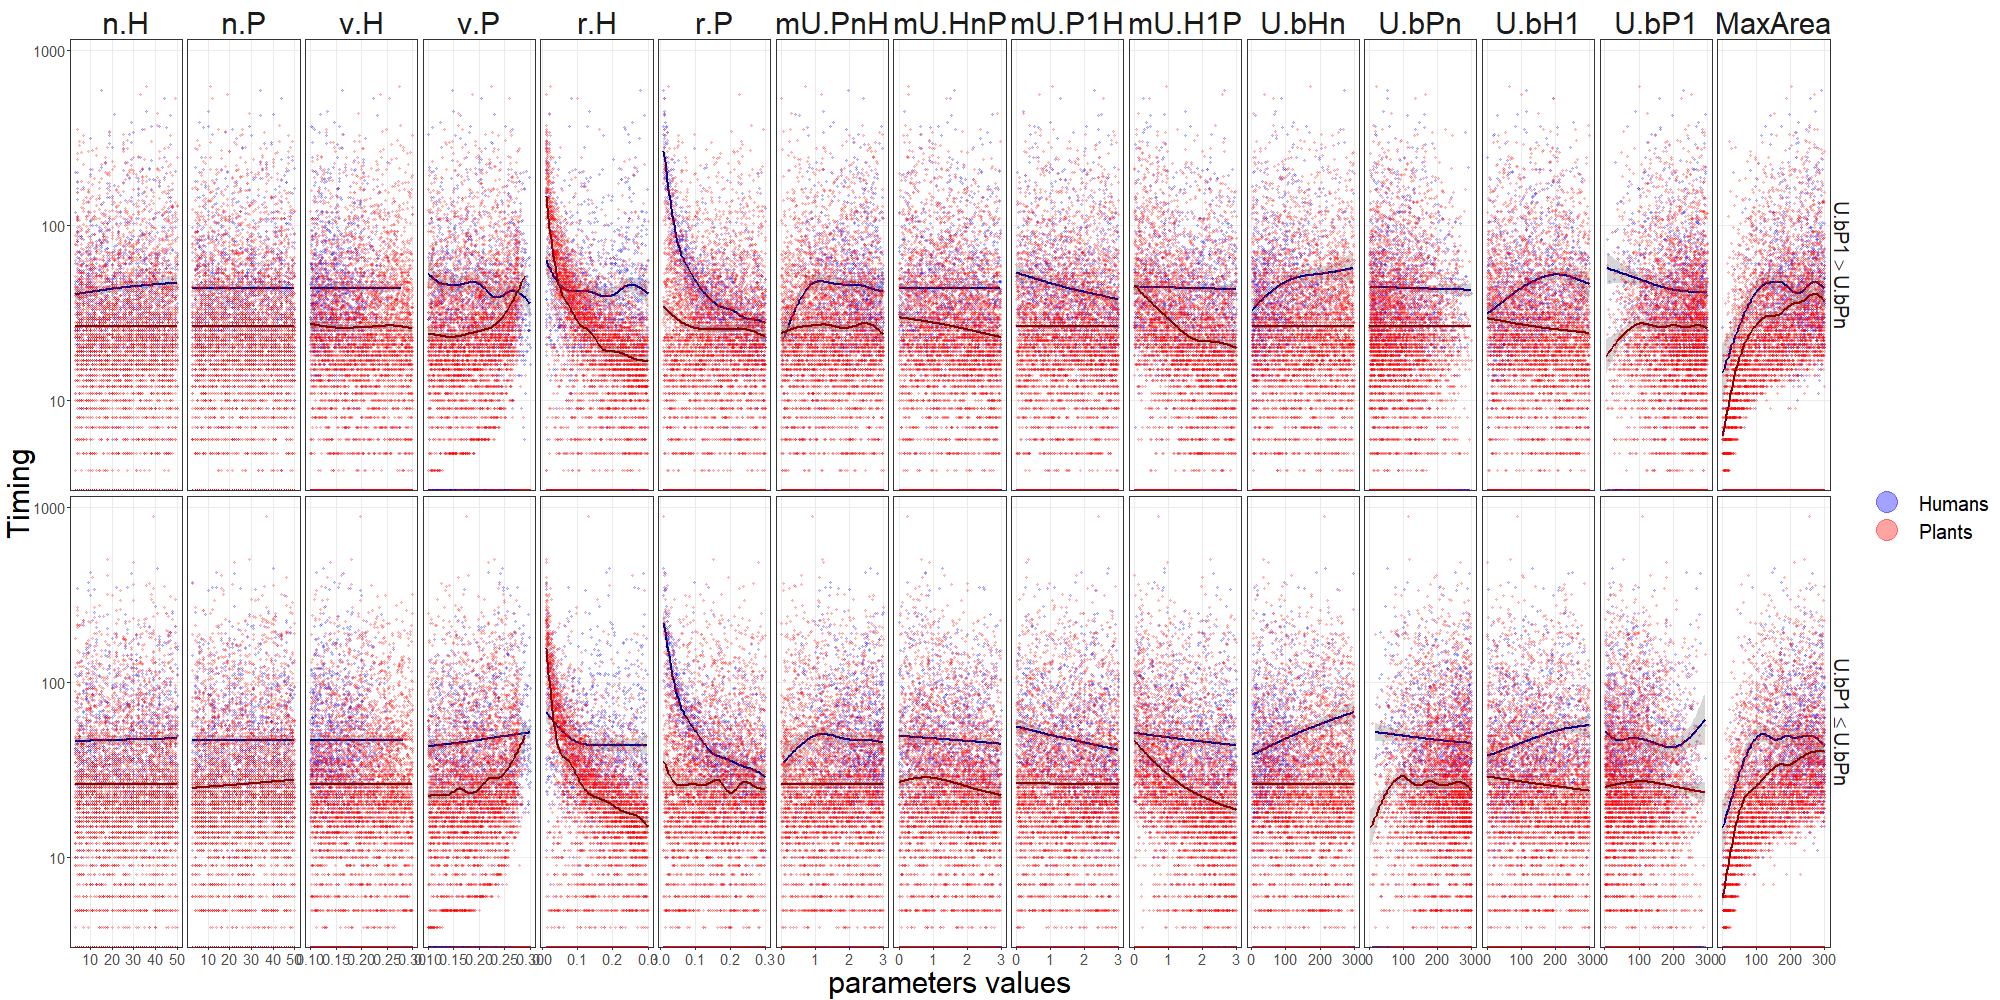 n.H n.P v.H v.P r.H r.P mU.PnH mU.HnP mU.P1H mU.H1P U.bHn U.bPn U.bH1 U.bP1 MaxArea
1000
100
10
U.bP1 > U.bPn
Timing
Humans
Plants
1000
100
10
U.bP1 ≤ U.bPn
10 20 30 40 50 10 20 30 40 50 0.10 0.15 0.20 0.25 0.30 0.10 0.15 0.20 0.25 0.30 0.0 0.1 0.2 0.3 0.0 0.1 0.2 0.3 0 1 2 3 0 1 2 3 0 1 2 3 0 1 2 3 0 100 200 300 0 100 200 300 0 100 200 300 0 100 200 300 100 200 300
parameters values